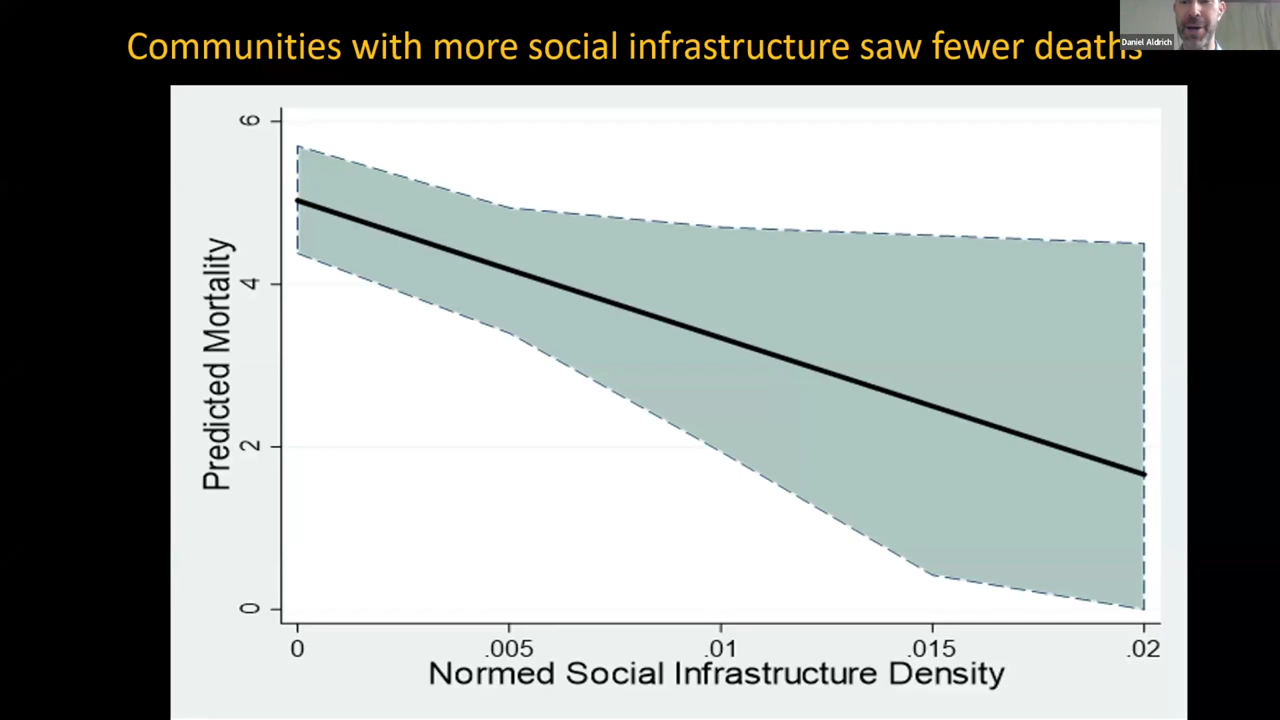 Communities with more social infrastructure saw fewer deaths
Daniel Aldrich
6
4
2
0
Predicted Mortality
0 .005 .01 .015 .02
Normed Social Infrastructure Density